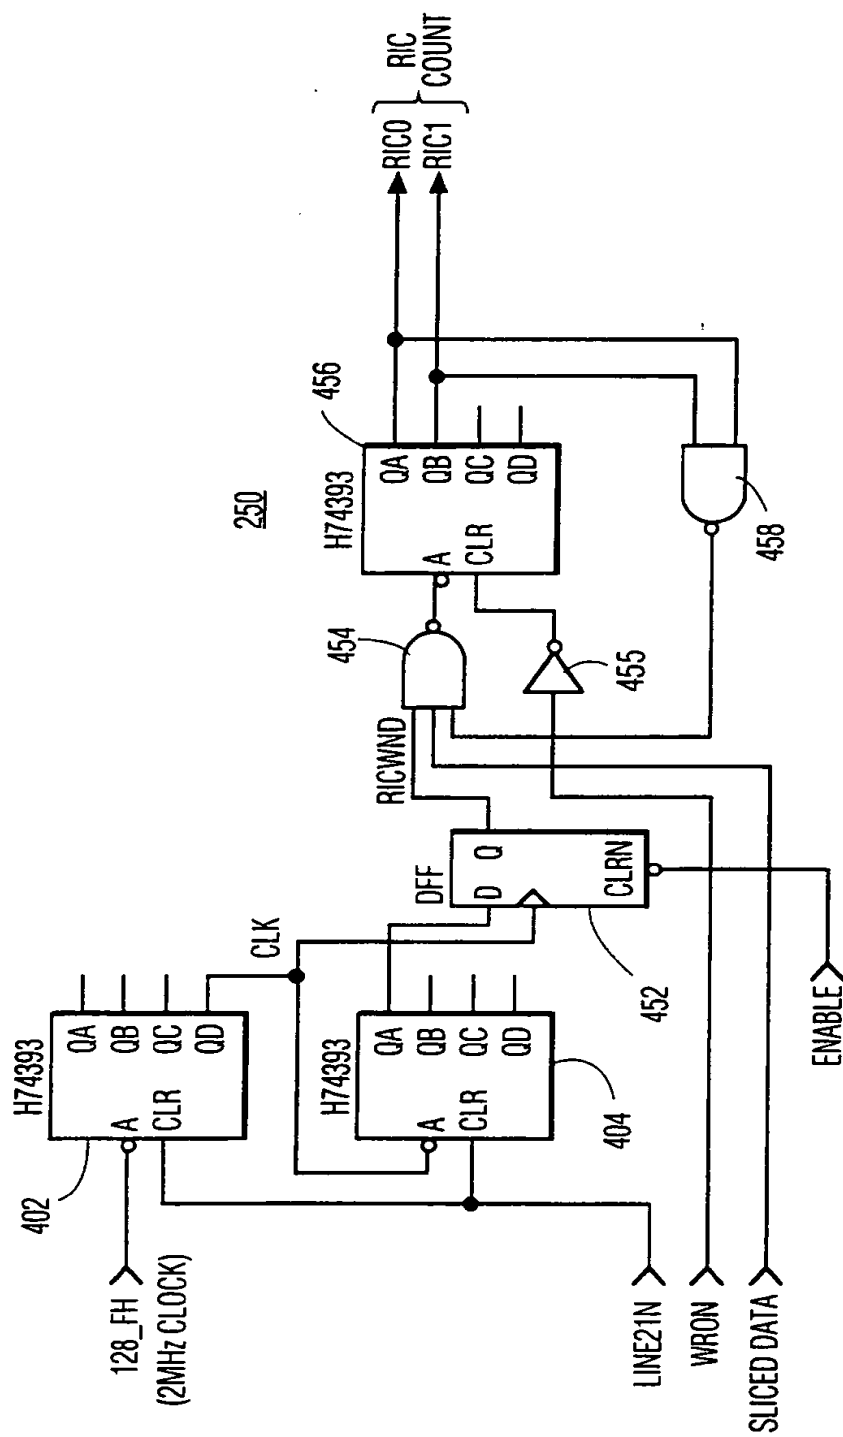 250
H74393
402
A
CLR
QA
QB
QC
QD
128_FH
(2MHz CLOCK)
CLK
H74393
404
A
CLR
QA
QB
QC
QD
LINE21N
WRON
SLICED DATA
ENABLE
DFF
D
Q
CLRN
452
RICWND
454
455
H74393
456
A
CLR
QA
QB
QC
QD
458
RIC0
RIC1
RIC
COUNT